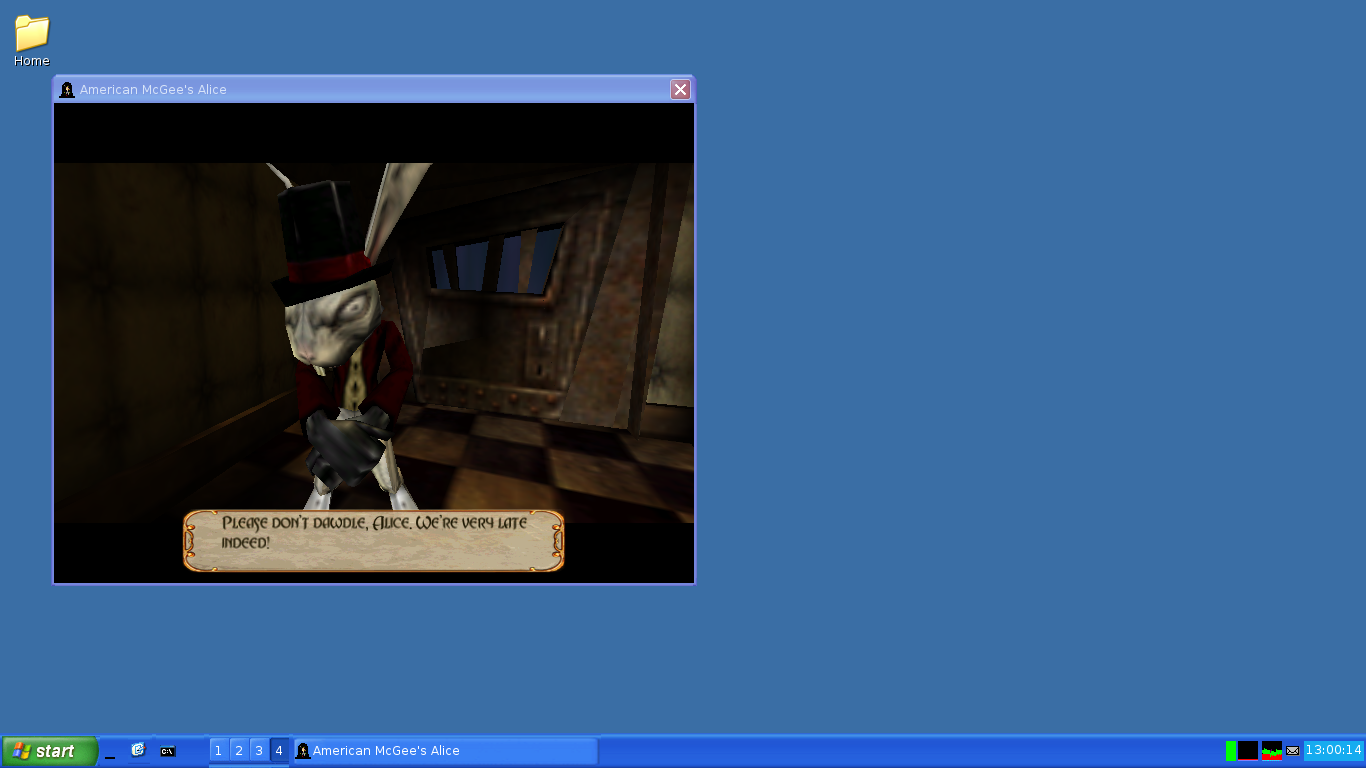 Home
American McGee's Alice
Please don't dawdle, Alice. We're very late
indeed!
start
C:\
1 2 3 4
American McGee's Alice
13:00:14